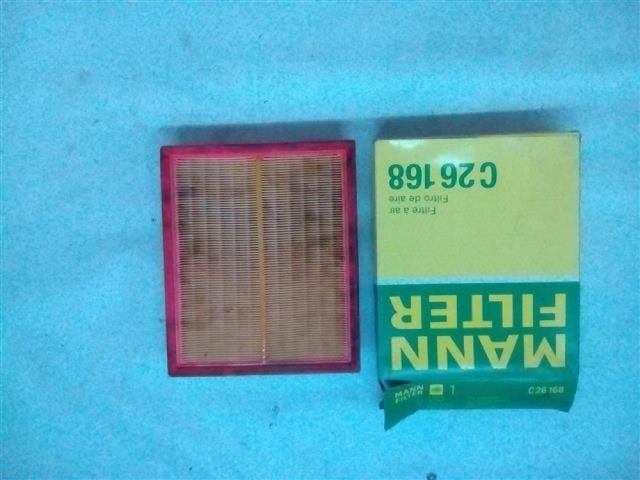 MANN
FILTER
Filtre à air
Filtro de aire
C 26 168
MANN
FILTER
1
C 26 168